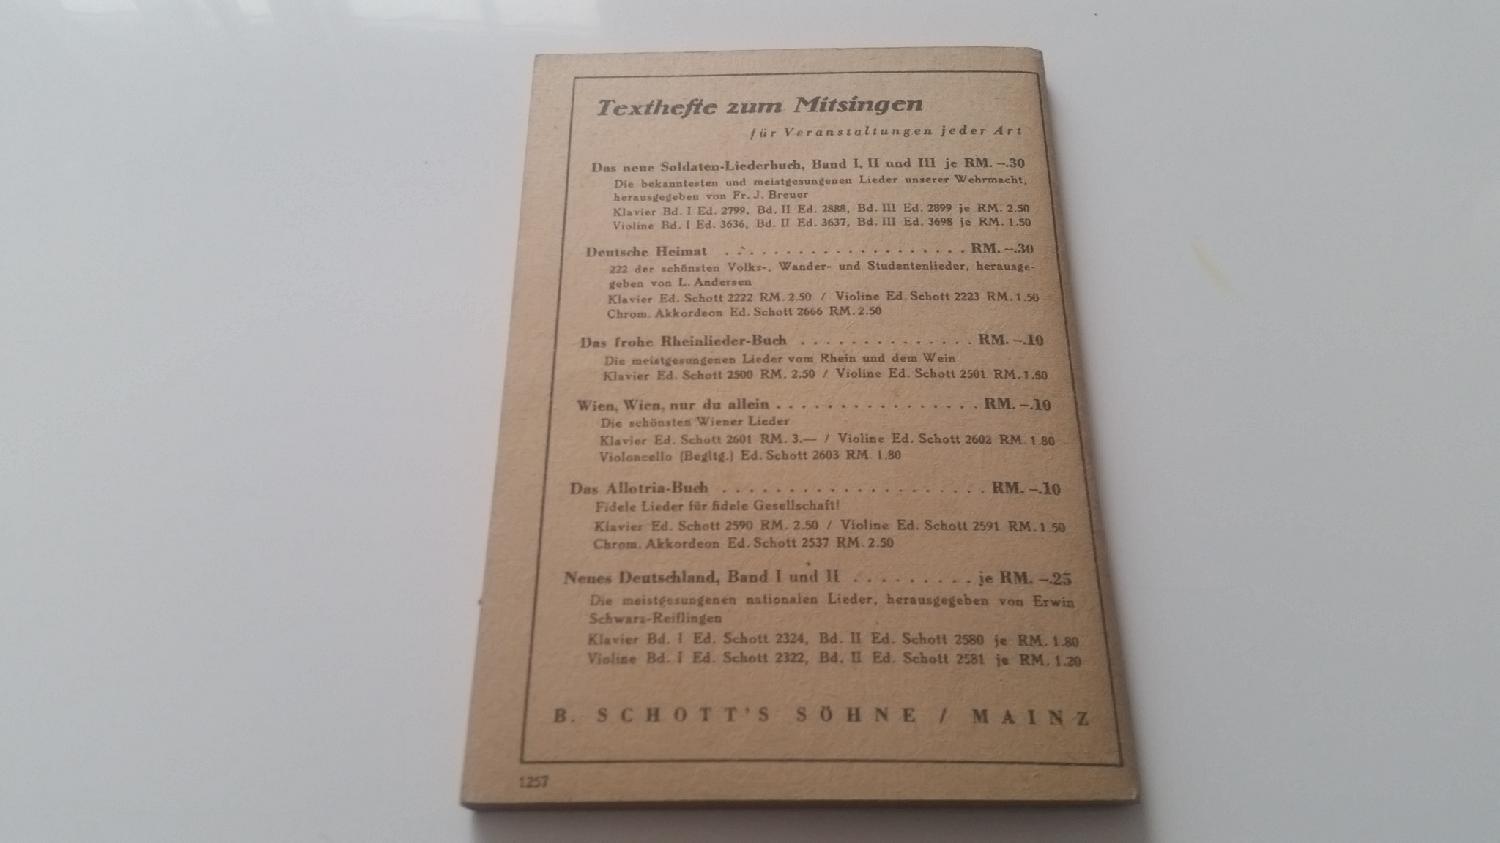 Texthefte zum Mitsingen
für Veranstaltungen jeder Art
Das neue Soldaten-Liederbuch, Band I, II und III je RM. –.30
Die bekanntesten und meistgesungenen Lieder unserer Wehrmacht,
herausgegeben von Fr. J. Breuer
Klavier Bd. I Ed. 2799, Bd. II Ed. 2888, Bd. III Ed. 2899 je RM. 2.50
Violine Bd. I Ed. 3636, Bd. II Ed. 3637, Bd. III Ed. 3698 je RM. 1.50
Deutsche Heimat . . . . . . . . . . . . . . . . . . . RM. –.30
222 der schönsten Volks-, Wander- und Studentenlieder, herausge-
geben von L. Andersen
Klavier Ed. Schott 2222 RM. 2.50 / Violine Ed. Schott 2223 RM. 1.50
Chrom. Akkordeon Ed. Schott 2666 RM. 2.50
Das frohe Rheinlieder-Buch . . . . . . . . . . . . . . RM. –.10
Die meistgesungenen Lieder vom Rhein und dem Wein
Klavier Ed. Schott 2500 RM. 2.50 / Violine Ed. Schott 2501 RM. 1.80
Wien, Wien, nur du allein . . . . . . . . . . . . . . . . RM. –.10
Die schönsten Wiener Lieder
Klavier Ed. Schott 2601 RM. 3.— / Violine Ed. Schott 2602 RM. 1.80
Violoncello (Begltg.) Ed. Schott 2603 RM. 1.80
Das Allotria-Buch . . . . . . . . . . . . . . . . . . . . RM. –.10
Fidele Lieder für fidele Gesellschaft!
Klavier Ed. Schott 2590 RM. 2.50 / Violine Ed. Schott 2591 RM. 1.50
Chrom. Akkordeon Ed. Schott 2537 RM. 2.50
Neues Deutschland, Band I und II . . . . . . . . . je RM. –.25
Die meistgesungenen nationalen Lieder, herausgegeben von Erwin
Schwarz-Reiflingen
Klavier Bd. I Ed. Schott 2324, Bd. II Ed. Schott 2580 je RM. 1.80
Violine Bd. I Ed. Schott 2322, Bd. II Ed. Schott 2581 je RM. 1.20
B. SCHOTT'S SÖHNE / MAINZ
1257